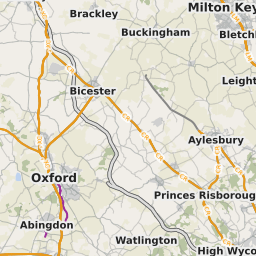 Brackley
Milton Key
Buckingham
Bletch
Leight
Bicester
Aylesbury
Oxford
Princes Risboroug
Abingdon
Watlington
High Wyco